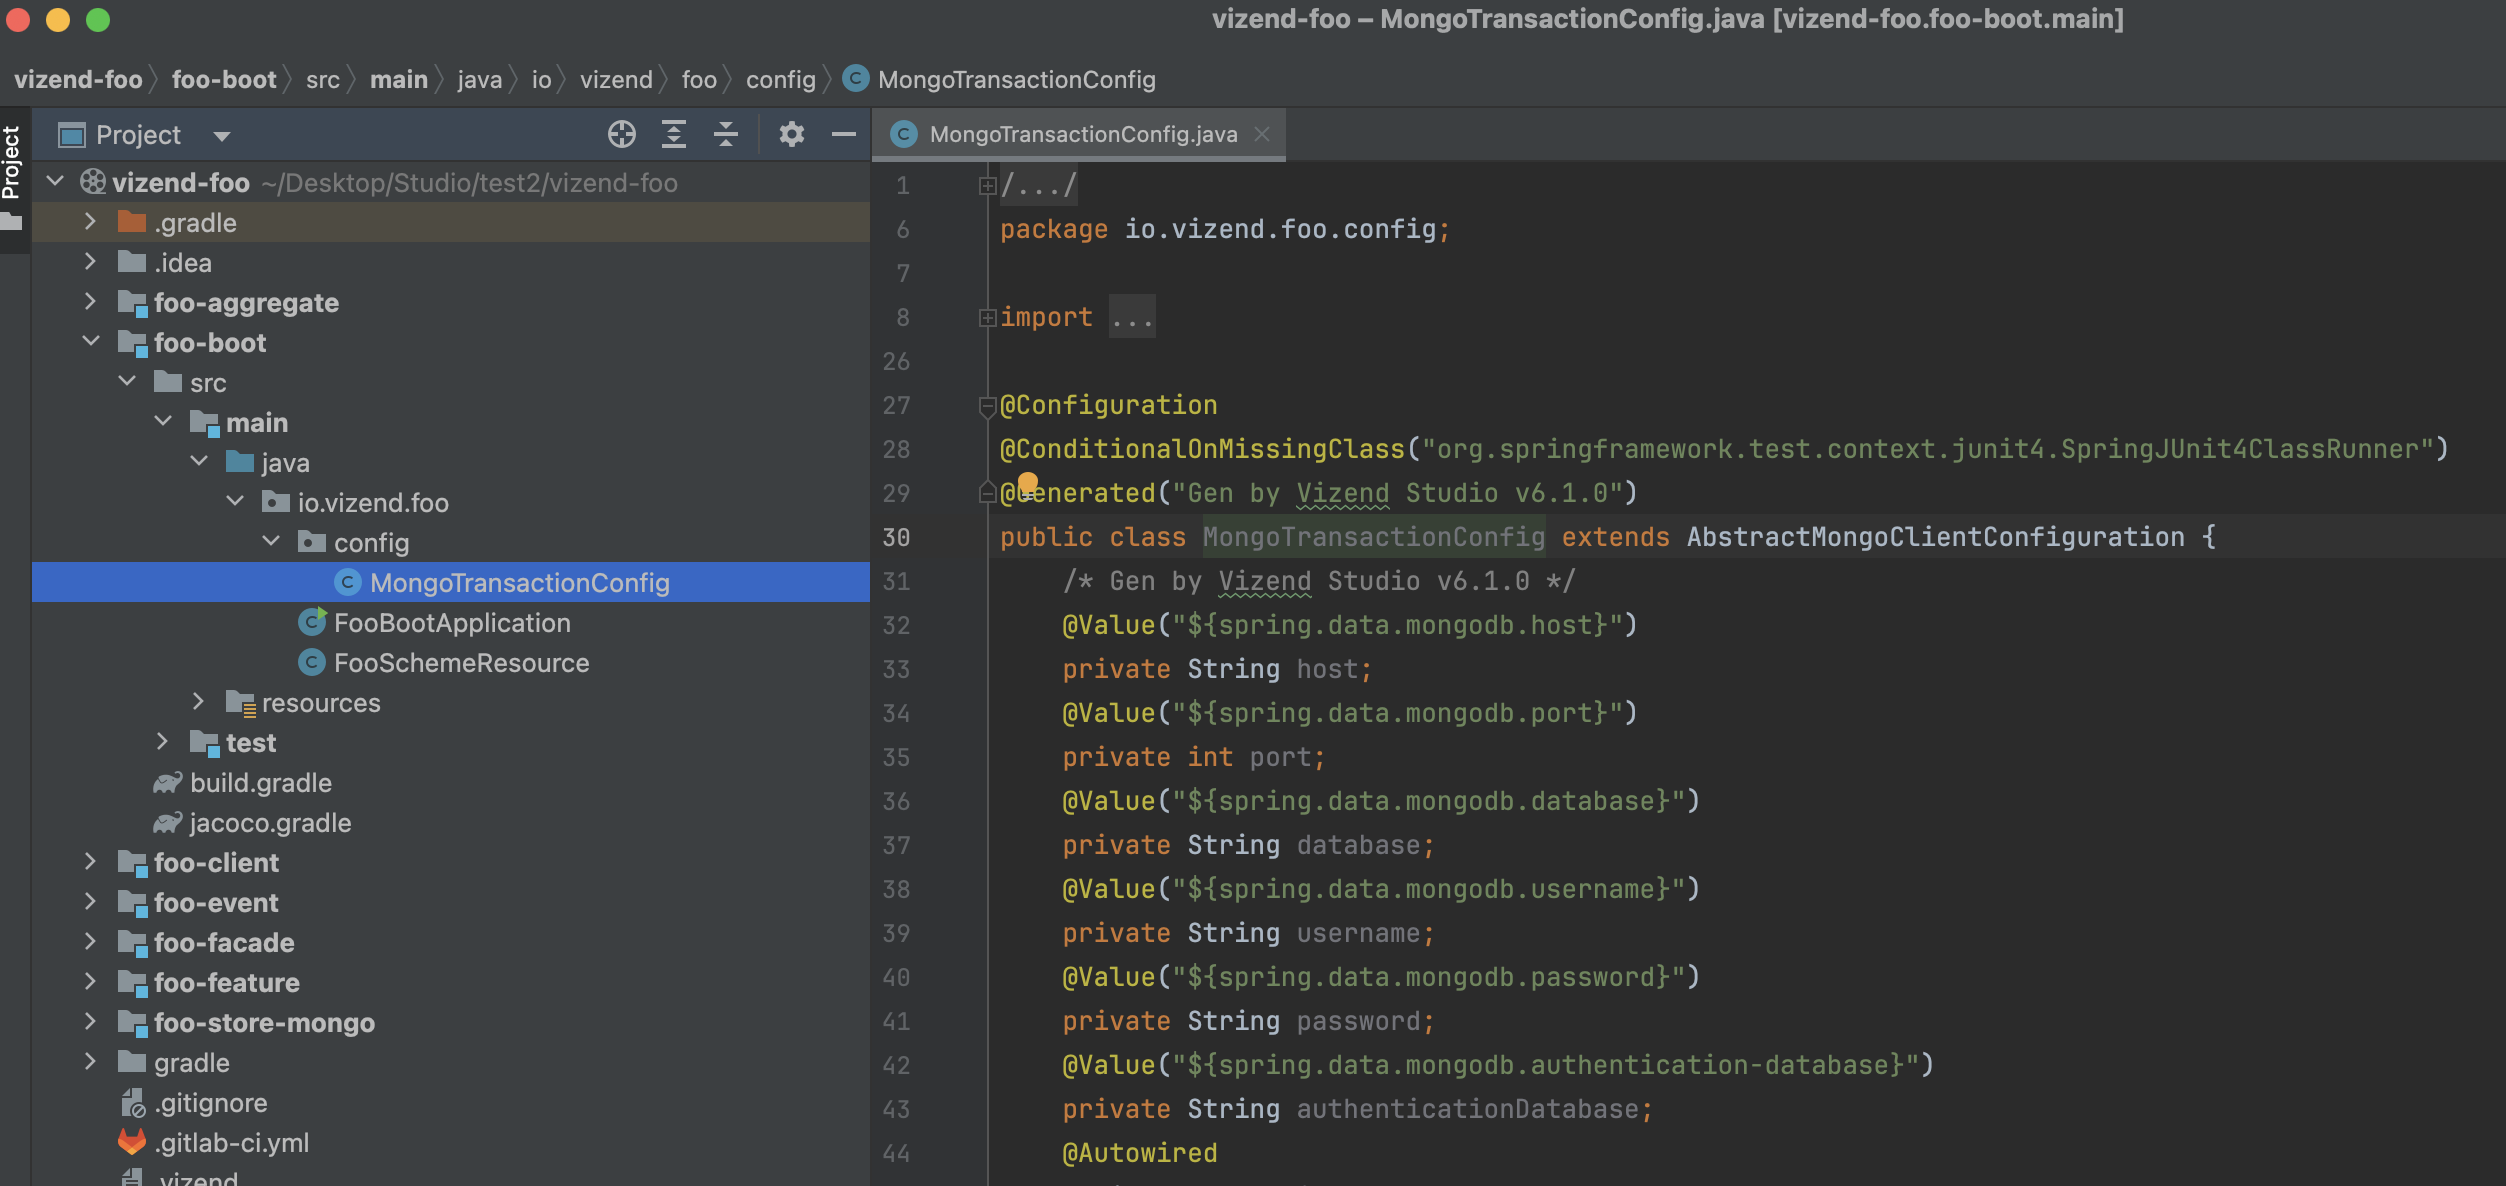 vizend-foo – MongoTransactionConfig.java [vizend-foo.foo-boot.main]
vizend-foo foo-boot src main java io vizend foo config MongoTransactionConfig
Project
Project
vizend-foo ~/Desktop/Studio/test2/vizend-foo
.gradle
.idea
foo-aggregate
foo-boot
src
main
java
io.vizend.foo
config
MongoTransactionConfig
FooBootApplication
FooSchemeResource
resources
test
build.gradle
jacoco.gradle
foo-client
foo-event
foo-facade
foo-feature
foo-store-mongo
gradle
.gitignore
.gitlab-ci.yml
.vizend
MongoTransactionConfig.java
1 /.../
6 package io.vizend.foo.config;
7
8 import ...
26
27 @Configuration
28 @ConditionalOnMissingClass("org.springframework.test.context.junit4.SpringJUnit4ClassRunner")
29 @Generated("Gen by Vizend Studio v6.1.0")
30 public class MongoTransactionConfig extends AbstractMongoClientConfiguration {
31 /* Gen by Vizend Studio v6.1.0 */
32 @Value("${spring.data.mongodb.host}")
33 private String host;
34 @Value("${spring.data.mongodb.port}")
35 private int port;
36 @Value("${spring.data.mongodb.database}")
37 private String database;
38 @Value("${spring.data.mongodb.username}")
39 private String username;
40 @Value("${spring.data.mongodb.password}")
41 private String password;
42 @Value("${spring.data.mongodb.authentication-database}")
43 private String authenticationDatabase;
44 @Autowired